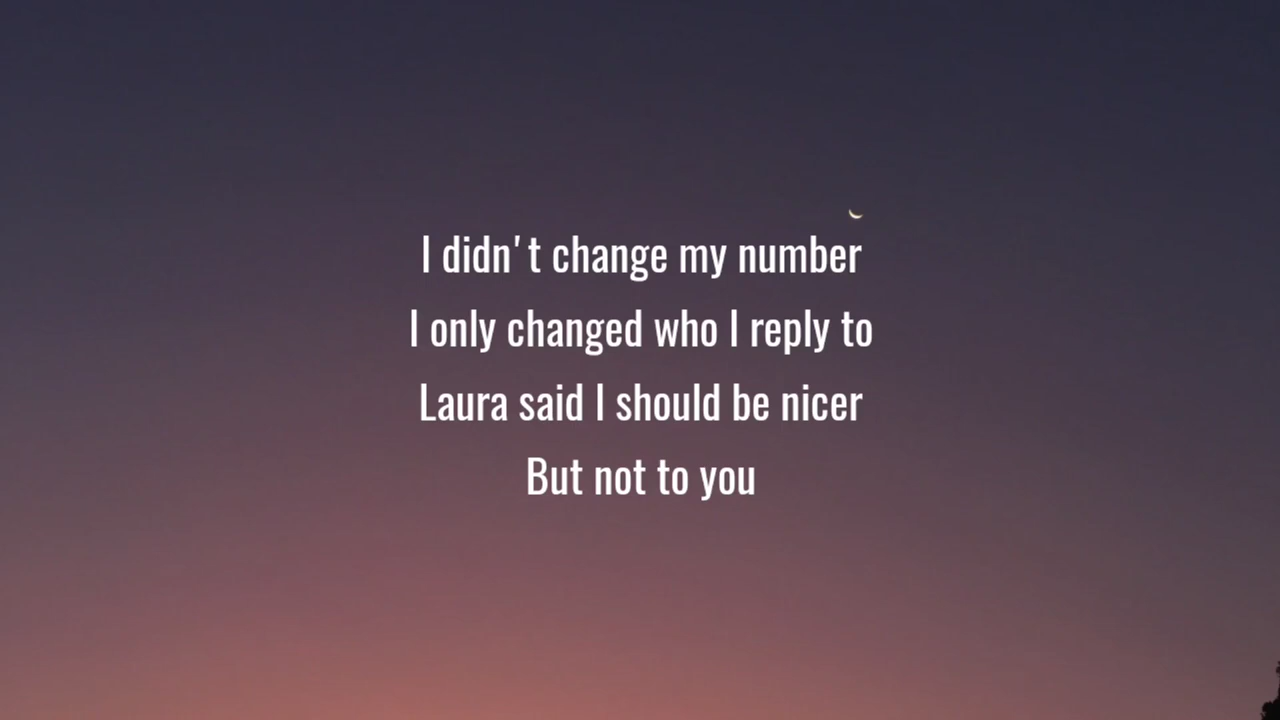 I didn't change my number
I only changed who I reply to
Laura said I should be nicer
But not to you